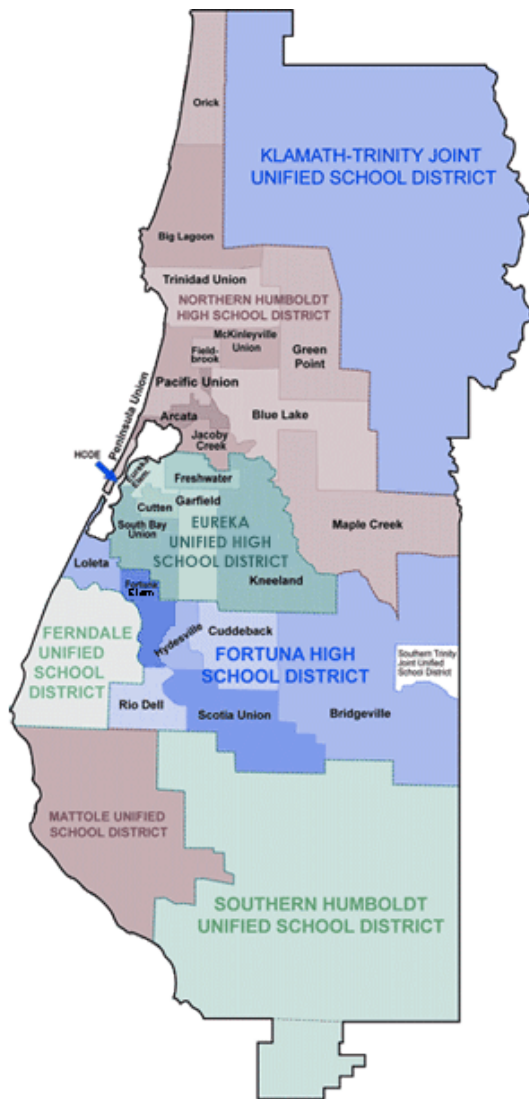 Orick
KLAMATH-TRINITY JOINT
UNIFIED SCHOOL DISTRICT
Big Lagoon
Trinidad Union
NORTHERN HUMBOLDT
HIGH SCHOOL DISTRICT
McKinleyville
Union
Field-
brook
Green
Point
Pacific Union
Peninsula Union
Arcata
Blue Lake
Jacoby
Creek
HCOE
Eureka
Elem.
Freshwater
Garfield
Cutten
South Bay
Union
EUREKA
UNIFIED HIGH
SCHOOL DISTRICT
Maple Creek
Loleta
Kneeland
Fortuna
Elem
FERNDALE
UNIFIED
SCHOOL
DISTRICT
Hydesville
Cuddeback
FORTUNA HIGH
SCHOOL DISTRICT
Southern Trinity
Joint Unified
School District
Rio Dell
Scotia Union
Bridgeville
MATTOLE UNIFIED
SCHOOL DISTRICT
SOUTHERN HUMBOLDT
UNIFIED SCHOOL DISTRICT